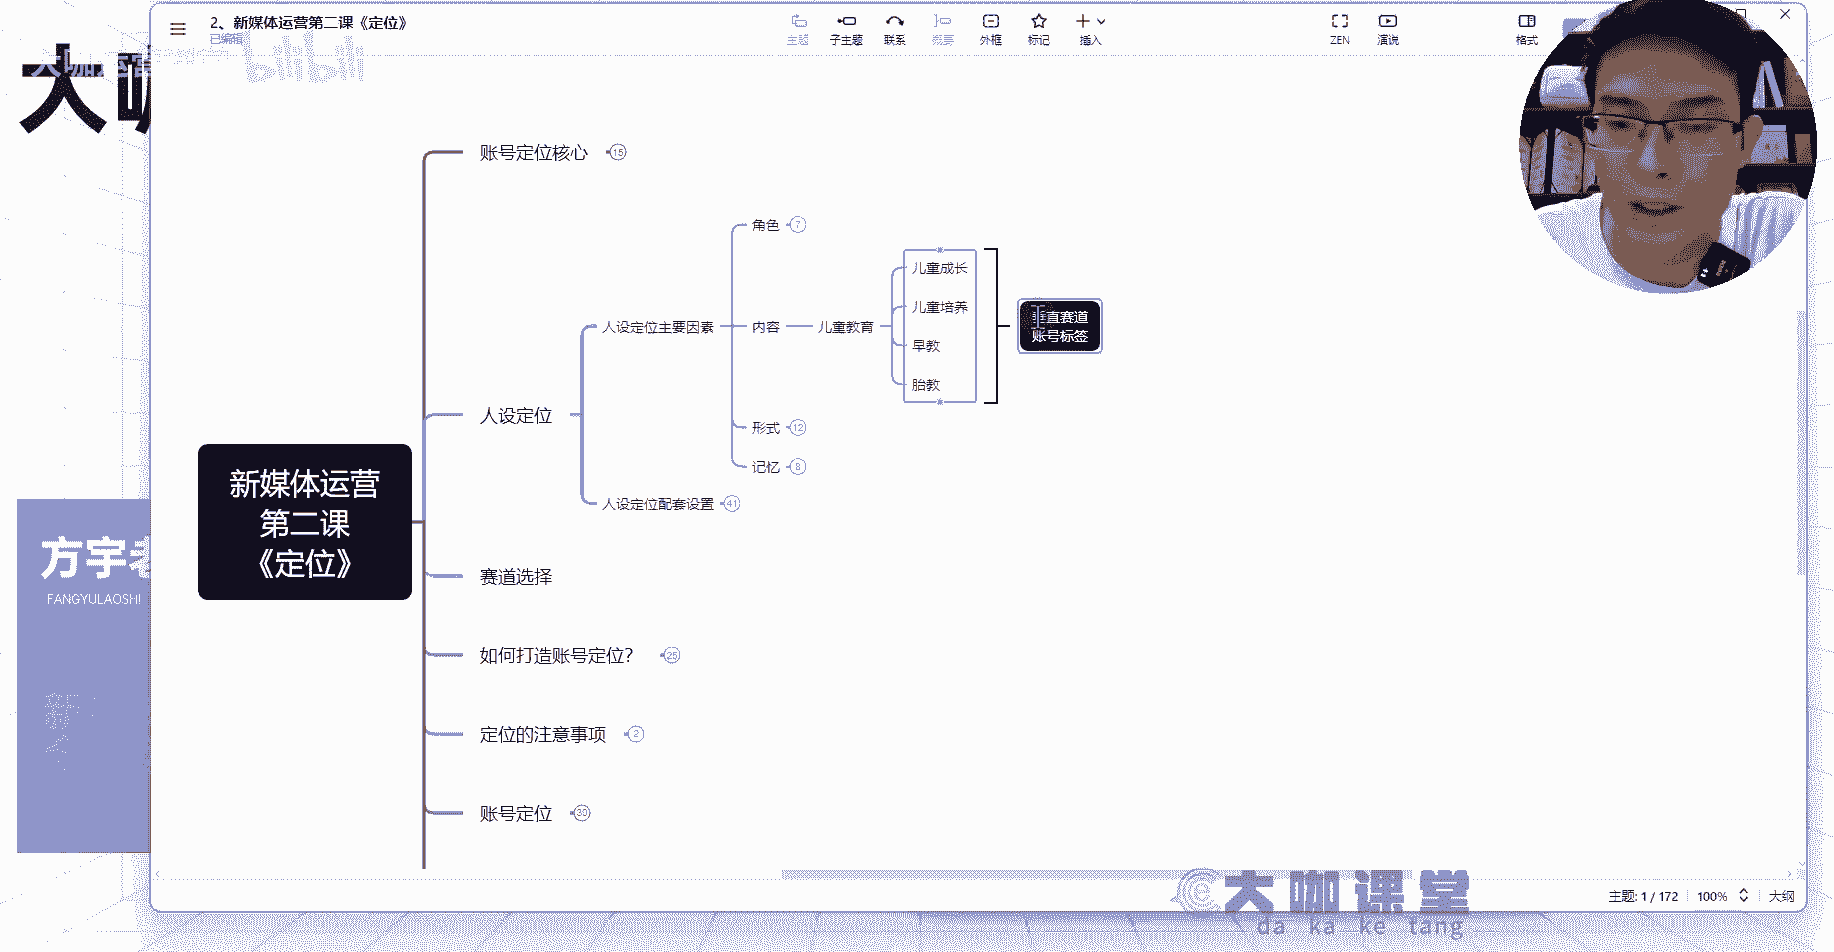 2、新媒体运营第二课《定位》
已编辑
主题
子主题
联系
概要
外框
标记
插入
ZEN
演说
格式
大咖运营
bilibili
大咖
账号定位核心 15
角色 7
儿童成长
儿童培养
早教
胎教
人设定位主要因素
内容
儿童教育
垂直赛道
账号标签
形式 12
记忆 8
人设定位
人设定位配套设置 41
新媒体运营
第二课
《定位》
赛道选择
如何打造账号定位? 25
定位的注意事项 2
账号定位 39
方宇老
FANGYULAOSHI
大咖课堂
da ka ke tang
主题: 1 / 172
100%
大纲